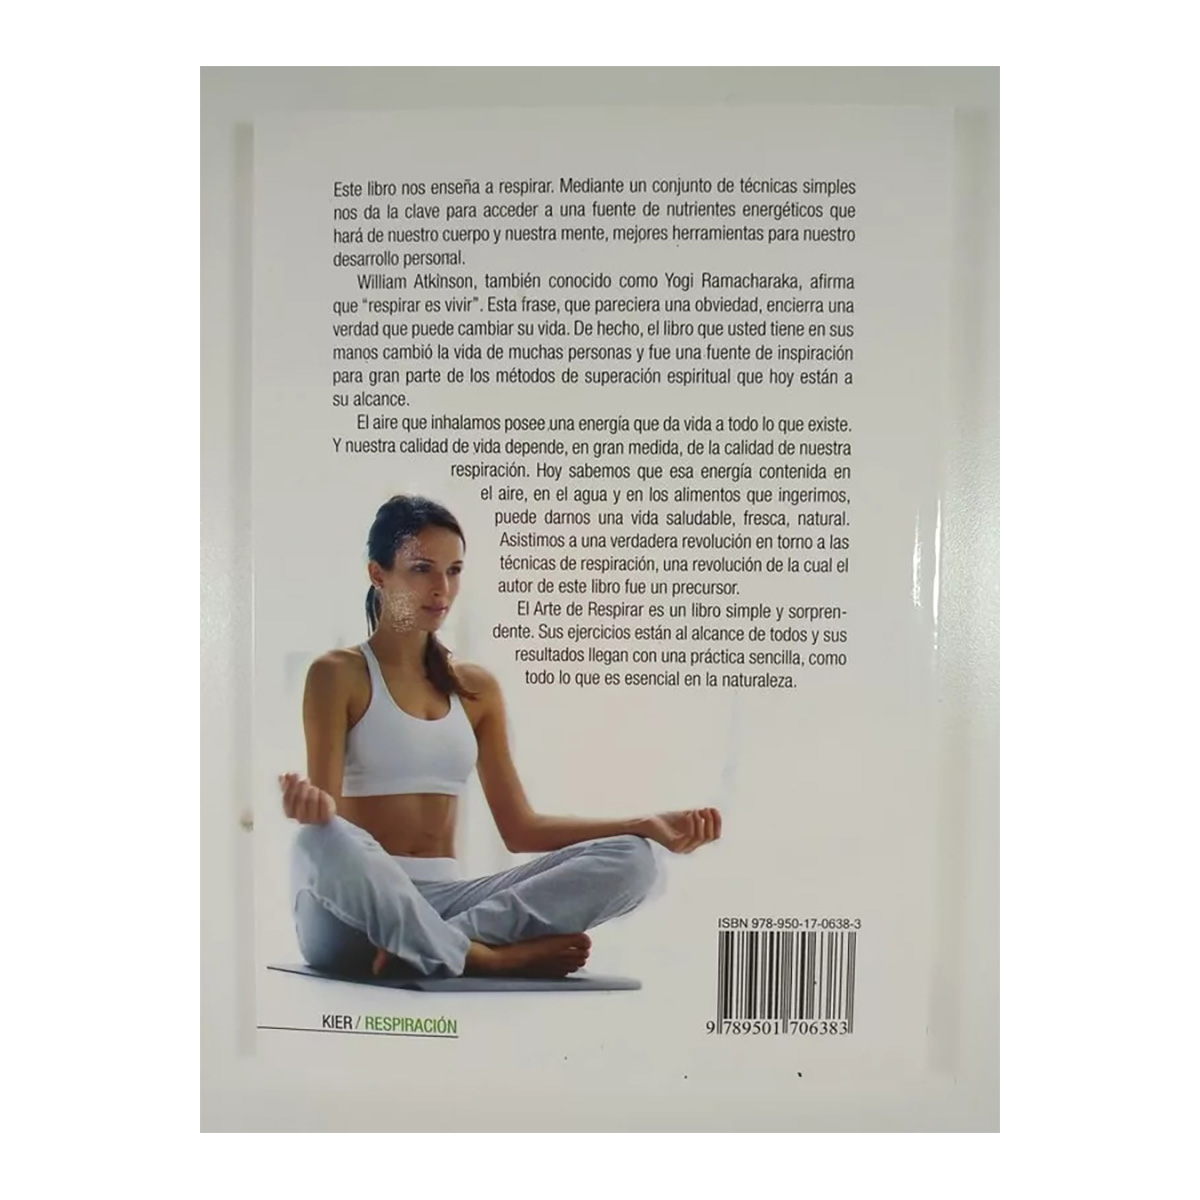 Este libro nos enseña a respirar. Mediante un conjunto de técnicas simples
nos da la clave para acceder a una fuente de nutrientes energéticos que
hará de nuestro cuerpo y nuestra mente, mejores herramientas para nuestro
desarrollo personal.
William Atkinson, también conocido como Yogi Ramacharaka, afirma
que "respirar es vivir". Esta frase, que pareciera una obviedad, encierra una
verdad que puede cambiar su vida. De hecho, el libro que usted tiene en sus
manos cambió la vida de muchas personas y fue una fuente de inspiración
para gran parte de los métodos de superación espiritual que hoy están a
su alcance.
El aire que inhalamos posee una energía que da vida a todo lo que existe.
Y nuestra calidad de vida depende, en gran medida, de la calidad de nuestra
respiración. Hoy sabemos que esa energía contenida en
el aire, en el agua y en los alimentos que ingerimos,
puede darnos una vida saludable, fresca, natural.
Asistimos a una verdadera revolución en torno a las
técnicas de respiración, una revolución de la cual el
autor de este libro fue un precursor.
El Arte de Respirar es un libro simple y sorpren-
dente. Sus ejercicios están al alcance de todos y sus
resultados llegan con una práctica sencilla, como
todo lo que es esencial en la naturaleza.
ISBN 978-950-17-0638-3
9 789501 706383
KIER / RESPIRACIÓN